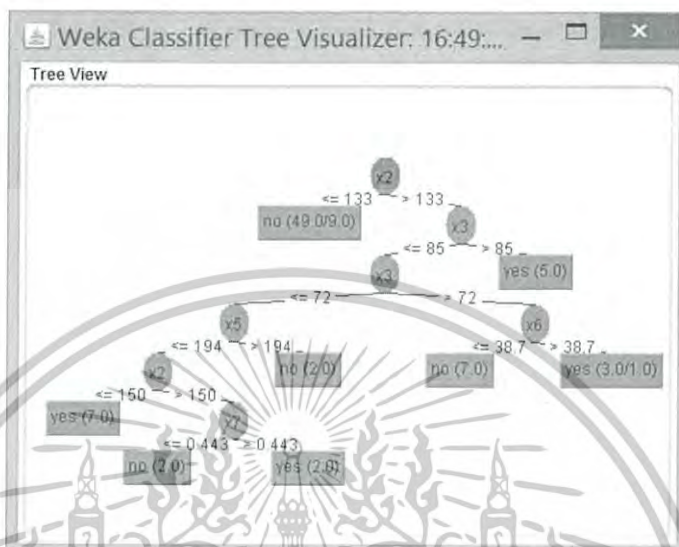 Weka Classifier Tree Visualizer: 16:49:...
Tree View
x2
<= 133 > 133
no (49.0/9.0)
x3
<= 85 > 85
x3
yes (5.0)
<= 72 > 72
x5
x6
<= 194 > 194
<= 38.7 > 38.7
x2
no (2.0)
no (7.0)
yes (3.0/1.0)
<= 150 > 150
yes (7.0)
x7
<= 0.443 > 0.443
no (2.0)
yes (2.0)